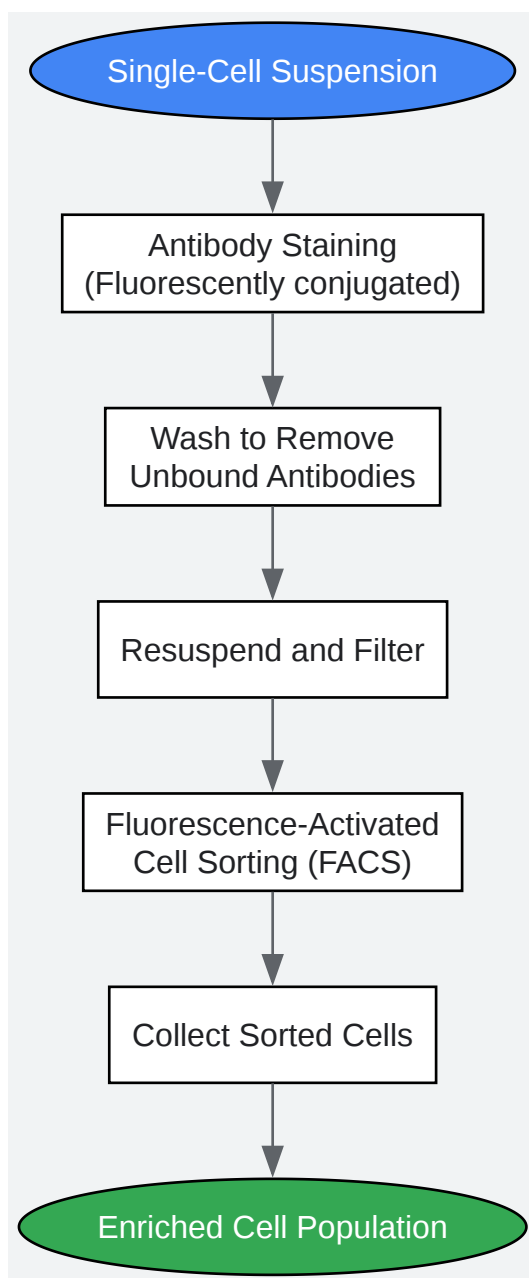 Single-Cell Suspension
Antibody Staining
(Fluorescently conjugated)
Wash to Remove
Unbound Antibodies
Resuspend and Filter
Fluorescence-Activated
Cell Sorting (FACS)
Collect Sorted Cells
Enriched Cell Population